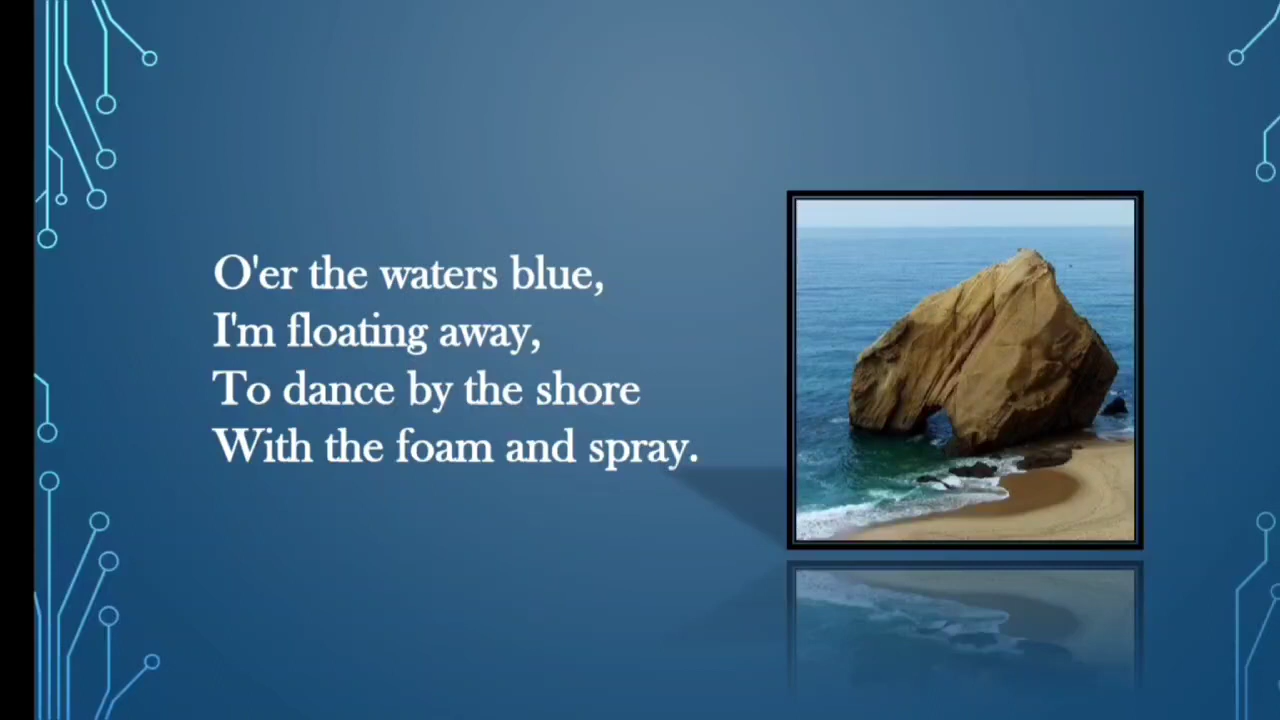 O'er the waters blue,
I'm floating away,
To dance by the shore
With the foam and spray.